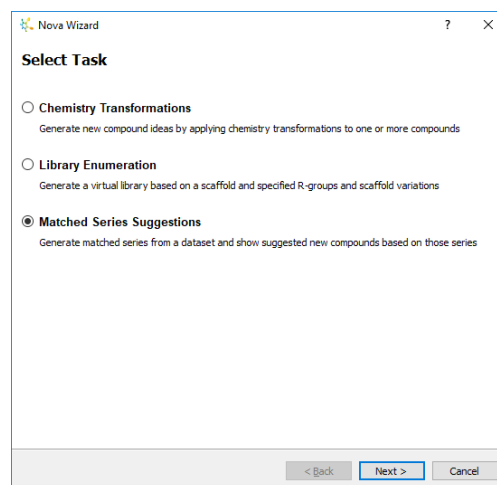 Nova Wizard ? ×
Select Task
Chemistry Transformations
Generate new compound ideas by applying chemistry transformations to one or more compounds
Library Enumeration
Generate a virtual library based on a scaffold and specified R-groups and scaffold variations
Matched Series Suggestions
Generate matched series from a dataset and show suggested new compounds based on those series
< Back Next > Cancel